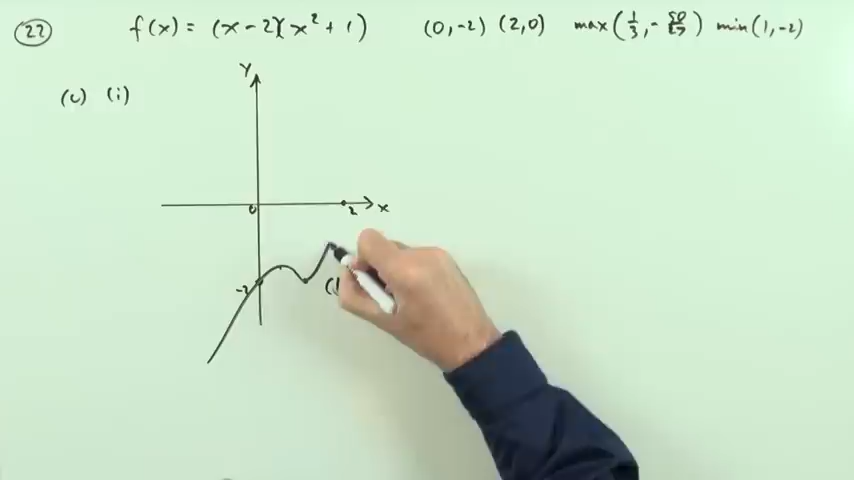 22 f(x) = (x-2)(x²+1) (0,-2) (2,0) max(1/3, -50/27) min(1,-2)
(c) (i)
y
0 2 x
-2 (1